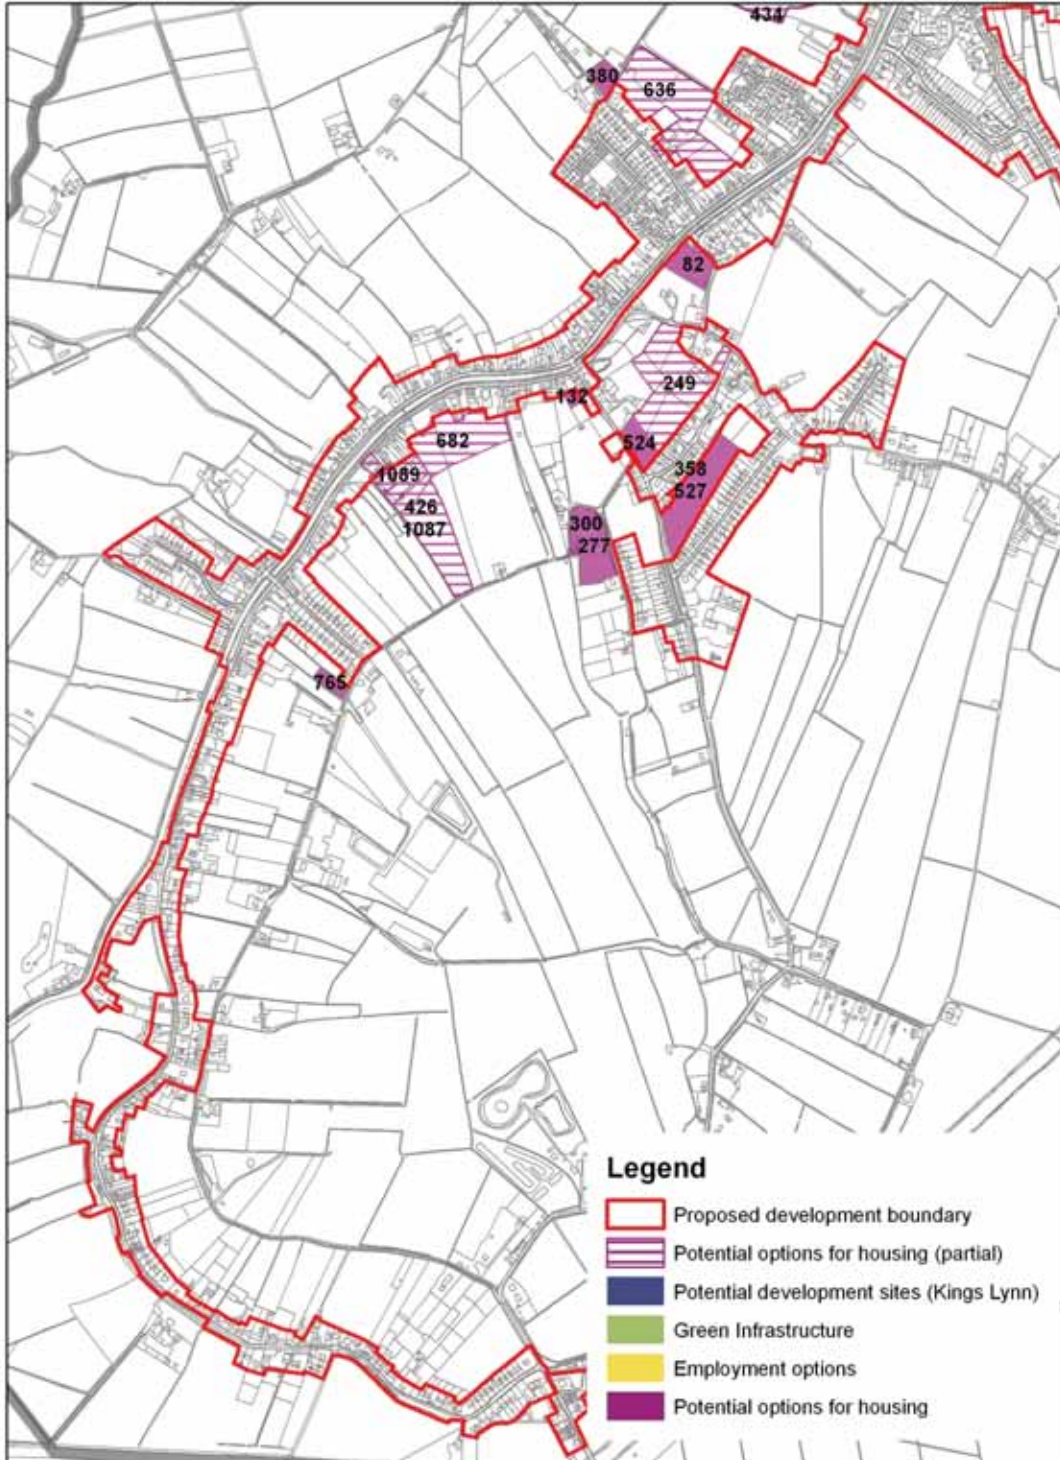 434
380
636
82
249
132
682
524
1089
358
527
426
1087
300
277
765
Legend
Proposed development boundary
Potential options for housing (partial)
Potential development sites (Kings Lynn)
Green Infrastructure
Employment options
Potential options for housing